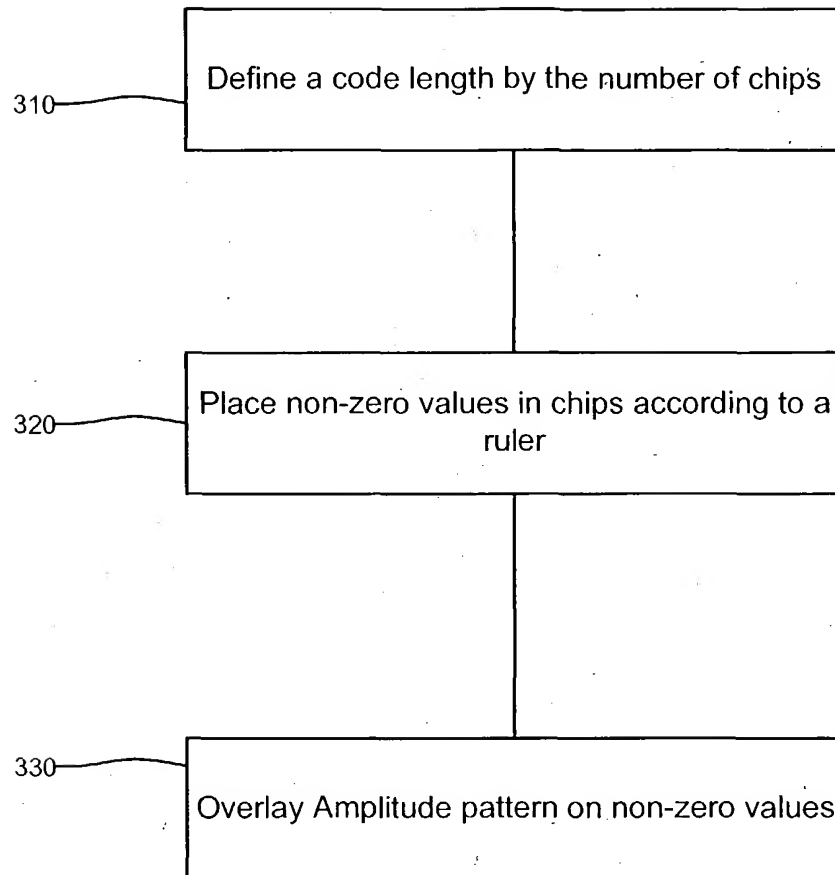 Define a code length by the number of chips
310
Place non-zero values in chips according to a
ruler
320
330
Overlay Amplitude pattern on non-zero values